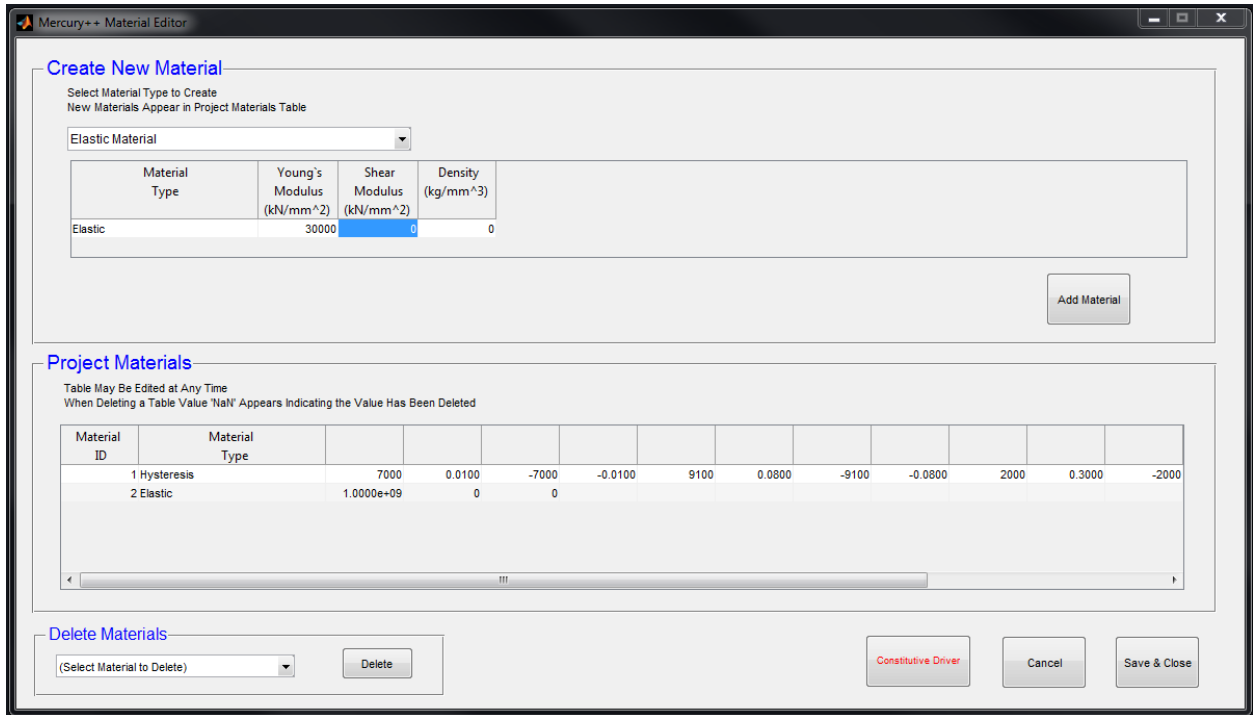 Mercury++ Material Editor
Create New Material
Select Material Type to Create
New Materials Appear in Project Materials Table
Elastic Material
Material Young`s Shear Density
Type Modulus Modulus (kg/mm^3)
(kN/mm^2) (kN/mm^2)
Elastic 30000 0 0
Add Material
Project Materials
Table May Be Edited at Any Time
When Deleting a Table Value 'NaN' Appears Indicating the Value Has Been Deleted
Material Material
ID Type
1 Hysteresis 7000 0.0100 -7000 -0.0100 9100 0.0800 -9100 -0.0800 2000 0.3000 -2000
2 Elastic 1.0000e+09 0 0
Delete Materials
(Select Material to Delete) Delete
Constitutive Driver Cancel Save & Close